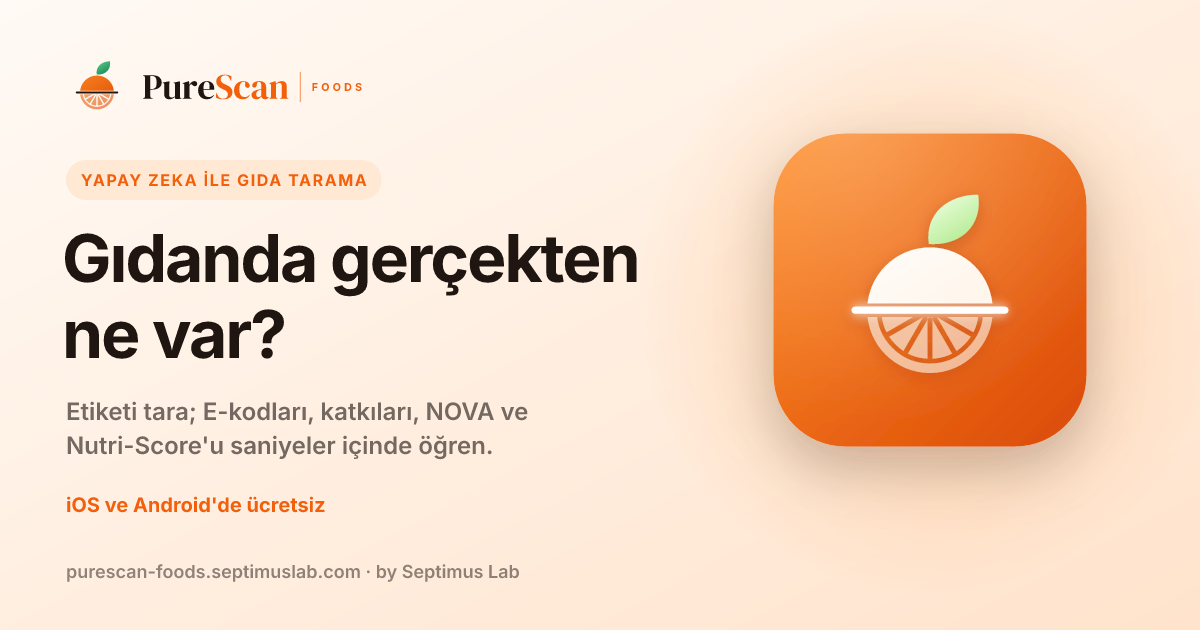 PureScan | FOODS
YAPAY ZEKA İLE GIDA TARAMA
Gıdanda gerçekten
ne var?
Etiketi tara; E-kodları, katkıları, NOVA ve
Nutri-Score'u saniyeler içinde öğren.
iOS ve Android'de ücretsiz
purescan-foods.septimuslab.com · by Septimus Lab